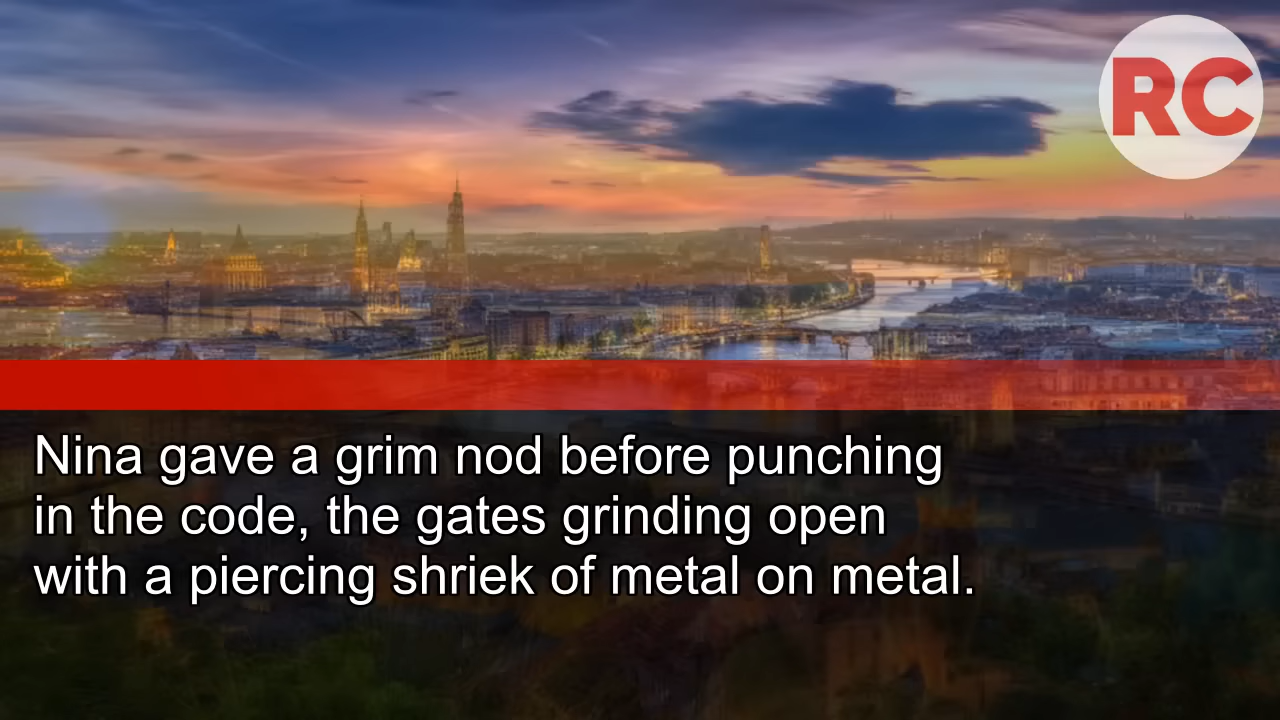 RC
Nina gave a grim nod before punching
in the code, the gates grinding open
with a piercing shriek of metal on metal.